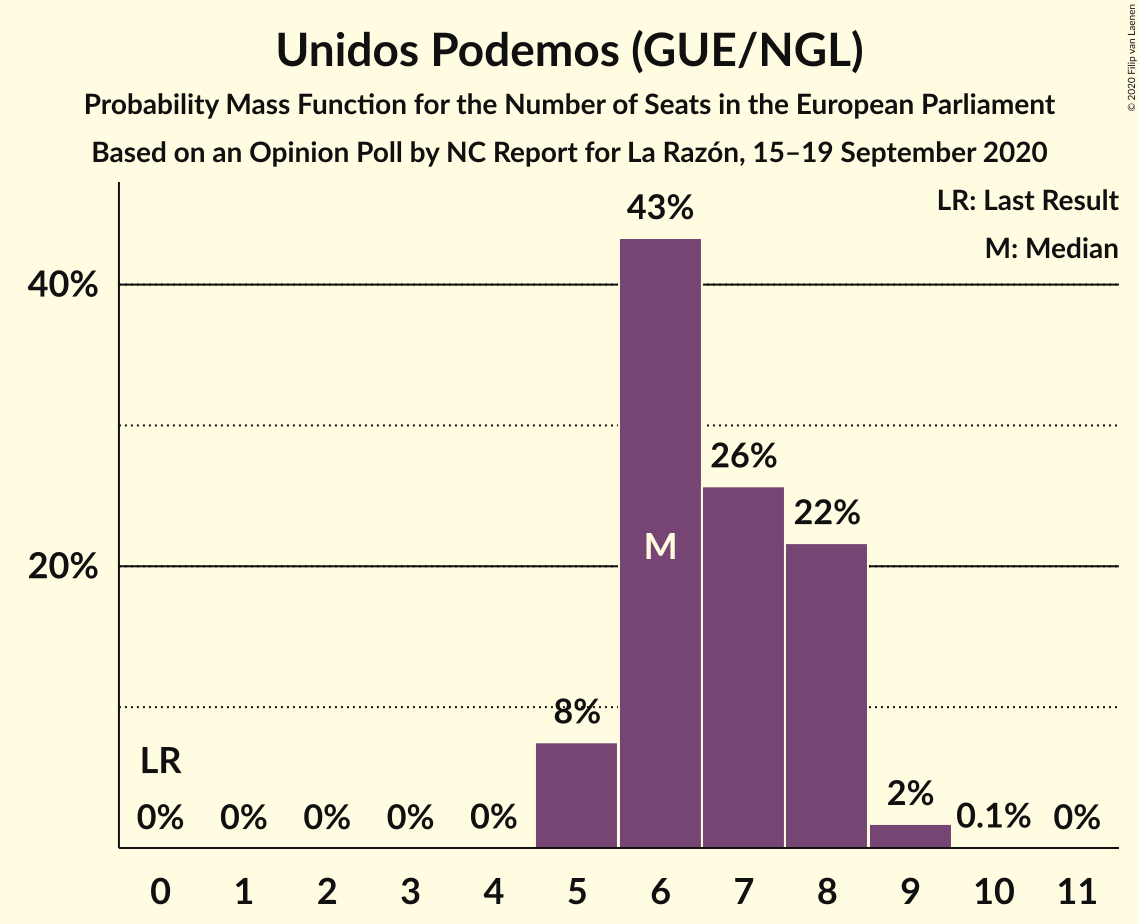 Unidos Podemos (GUE/NGL)
Probability Mass Function for the Number of Seats in the European Parliament
Based on an Opinion Poll by NC Report for La Razón, 15–19 September 2020
© 2020 Filip van Laenen
LR: Last Result
M: Median
43%
40%
26%
22%
M
20%
8%
LR
2%
0% 0% 0% 0% 0% 0.1% 0%
0 1 2 3 4 5 6 7 8 9 10 11